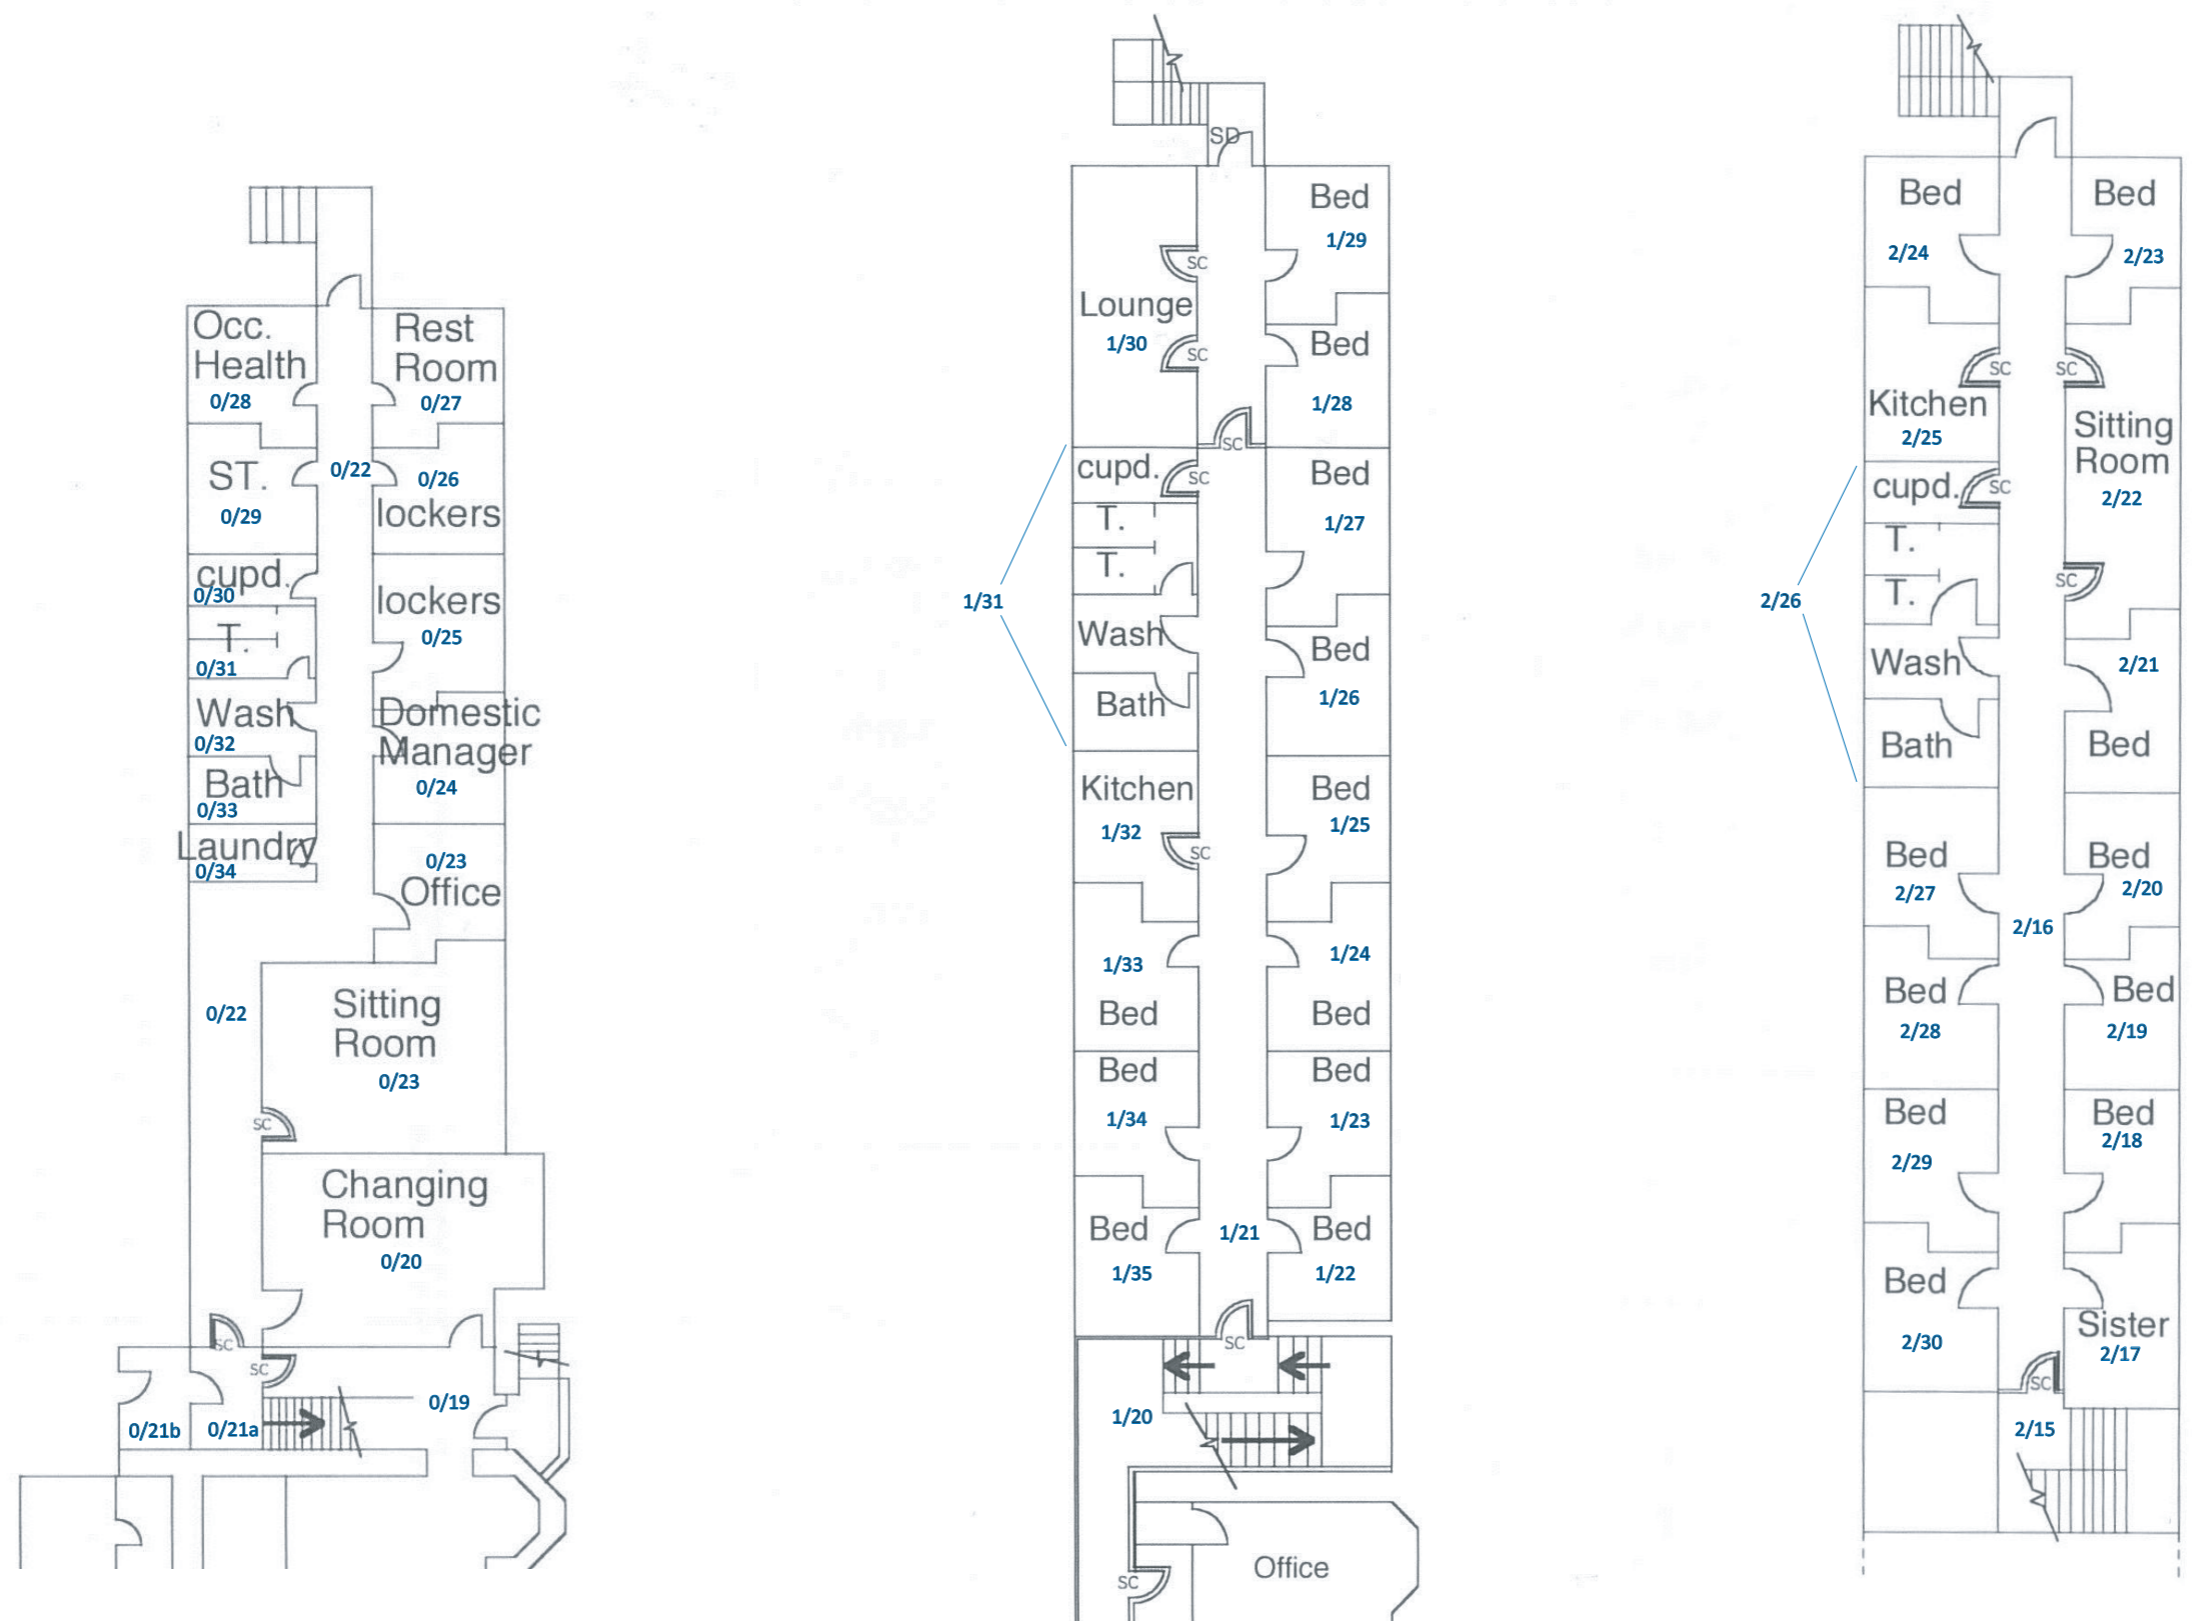 Occ.
Health
0/28
Rest
Room
0/27
ST.
0/29
0/22
0/26
lockers
cupd.
0/30
lockers
0/25
T.
0/31
Wash
0/32
Domestic
Manager
0/24
Bath
0/33
Laundry
0/34
0/23
Office
0/22
Sitting
Room
0/23
SC
Changing
Room
0/20
SC
SC
0/19
0/21b
0/21a
SD
Bed
1/29
SC
Lounge
1/30
SC
Bed
1/28
SC
cupd.
SC
Bed
1/27
T.
T.
1/31
Wash
Bed
1/26
Bath
Kitchen
1/32
SC
Bed
1/25
1/33
Bed
1/24
Bed
Bed
1/34
Bed
1/23
Bed
1/35
1/21
Bed
1/22
SC
1/20
Office
SC
Bed
2/24
Bed
2/23
SC
SC
Kitchen
2/25
Sitting
Room
2/22
cupd.
SC
T.
T.
SC
2/26
Wash
2/21
Bed
Bath
Bed
2/27
Bed
2/20
2/16
Bed
2/28
Bed
2/19
Bed
2/29
Bed
2/18
Bed
2/30
Sister
2/17
SC
2/15